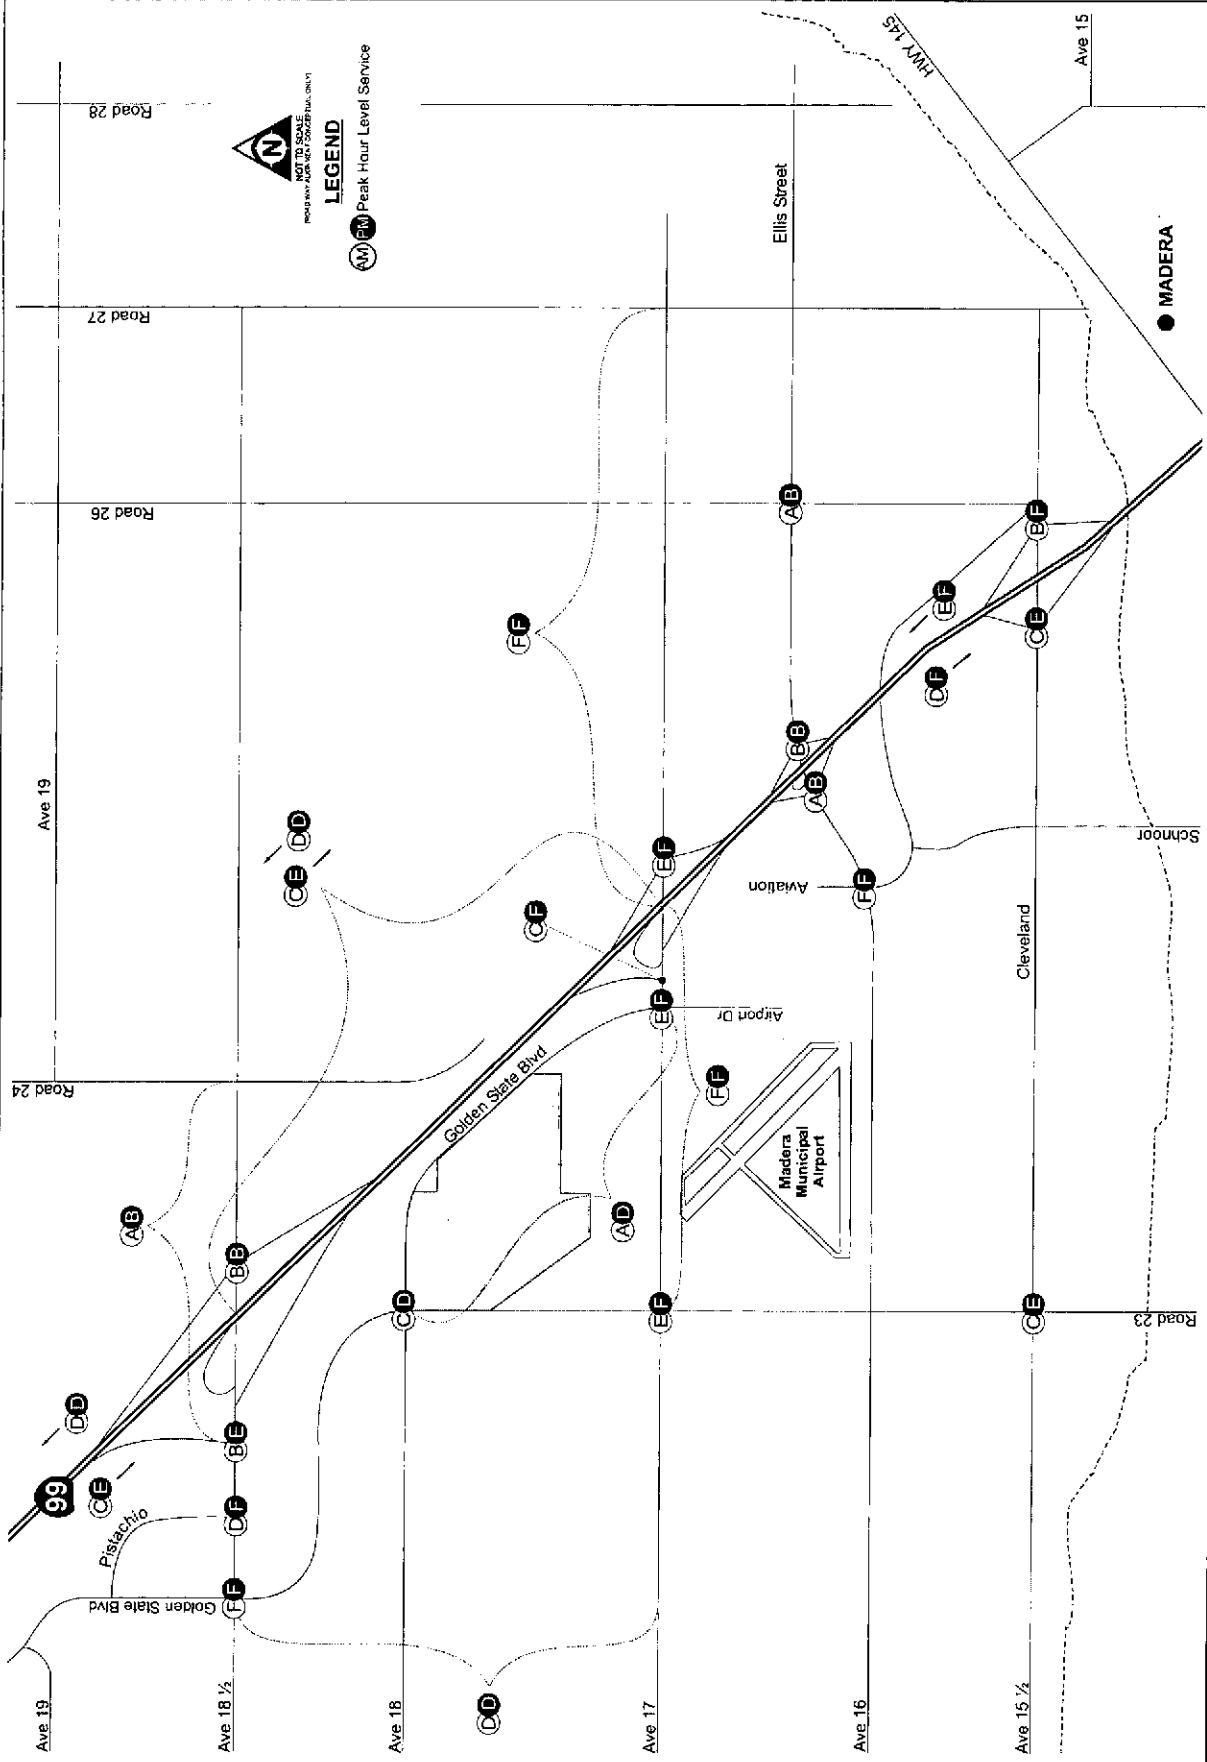 Road 28
Road 27
Road 26
Road 24
Road 23
HWY 145
Ave 15
N
NOT TO SCALE
LEGEND
AM PM Peak Hour Level Service
Ellis Street
MADERA
Ave 19
A B
B F
E F
C E
D F
F F
B B
A B
D D
C E
E F
F F
C F
E F
F F
A D
A B
B B
C D
E F
C E
D D
C E
B E
D F
F F
D D
Schnoor
Aviation
Cleveland
Airport Dr
Golden State Blvd
Madera
Municipal
Airport
99
Pistachio
Golden State Blvd
Ave 19
Ave 18 ½
Ave 18
Ave 17
Ave 16
Ave 15 ½